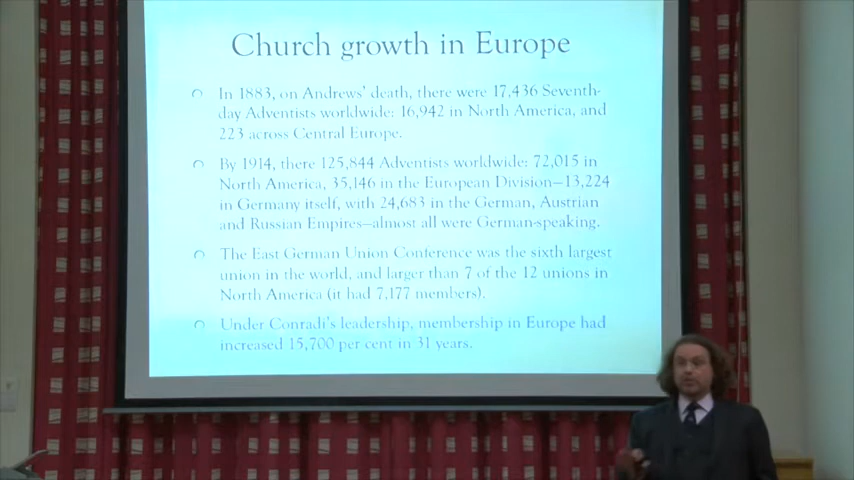 Church growth in Europe
In 1883, on Andrews' death, there were 17,436 Seventh-
day Adventists worldwide: 16,942 in North America, and
223 across Central Europe.
By 1914, there 125,844 Adventists worldwide: 72,015 in
North America, 35,146 in the European Division—13,224
in Germany itself, with 24,683 in the German, Austrian
and Russian Empires—almost all were German-speaking.
The East German Union Conference was the sixth largest
union in the world, and larger than 7 of the 12 unions in
North America (it had 7,177 members).
Under Conradi's leadership, membership in Europe had
increased 15,700 per cent in 31 years.